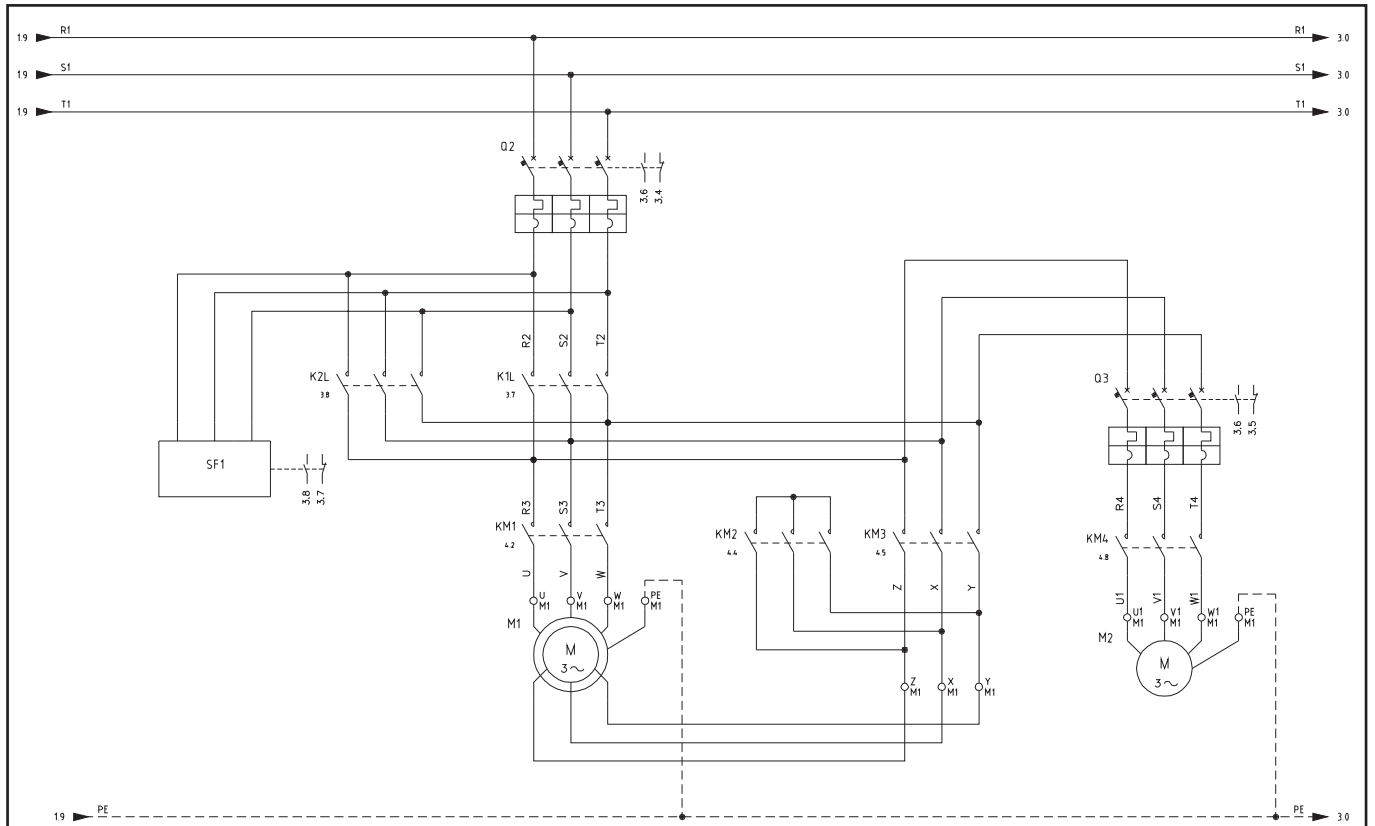 1.9 R1 R1 3.0
1.9 S1 S1 3.0
1.9 T1 T1 3.0
Q2
3.6
3.4
R2
S2
T2
K2L
3.8
K1L
3.7
Q3
3.6
3.5
SF1
3.8
3.7
R3
S3
T3
R4
S4
T4
KM1
4.2
KM2
4.4
KM3
4.5
KM4
4.8
U
V
W
Z
X
Y
U1
V1
W1
U
M1
V
M1
W
M1
PE
M1
U1
M1
V1
M1
W1
M1
PE
M1
M1
M
3~
M2
M
3~
Z
M1
X
M1
Y
M1
1.9 PE PE 3.0